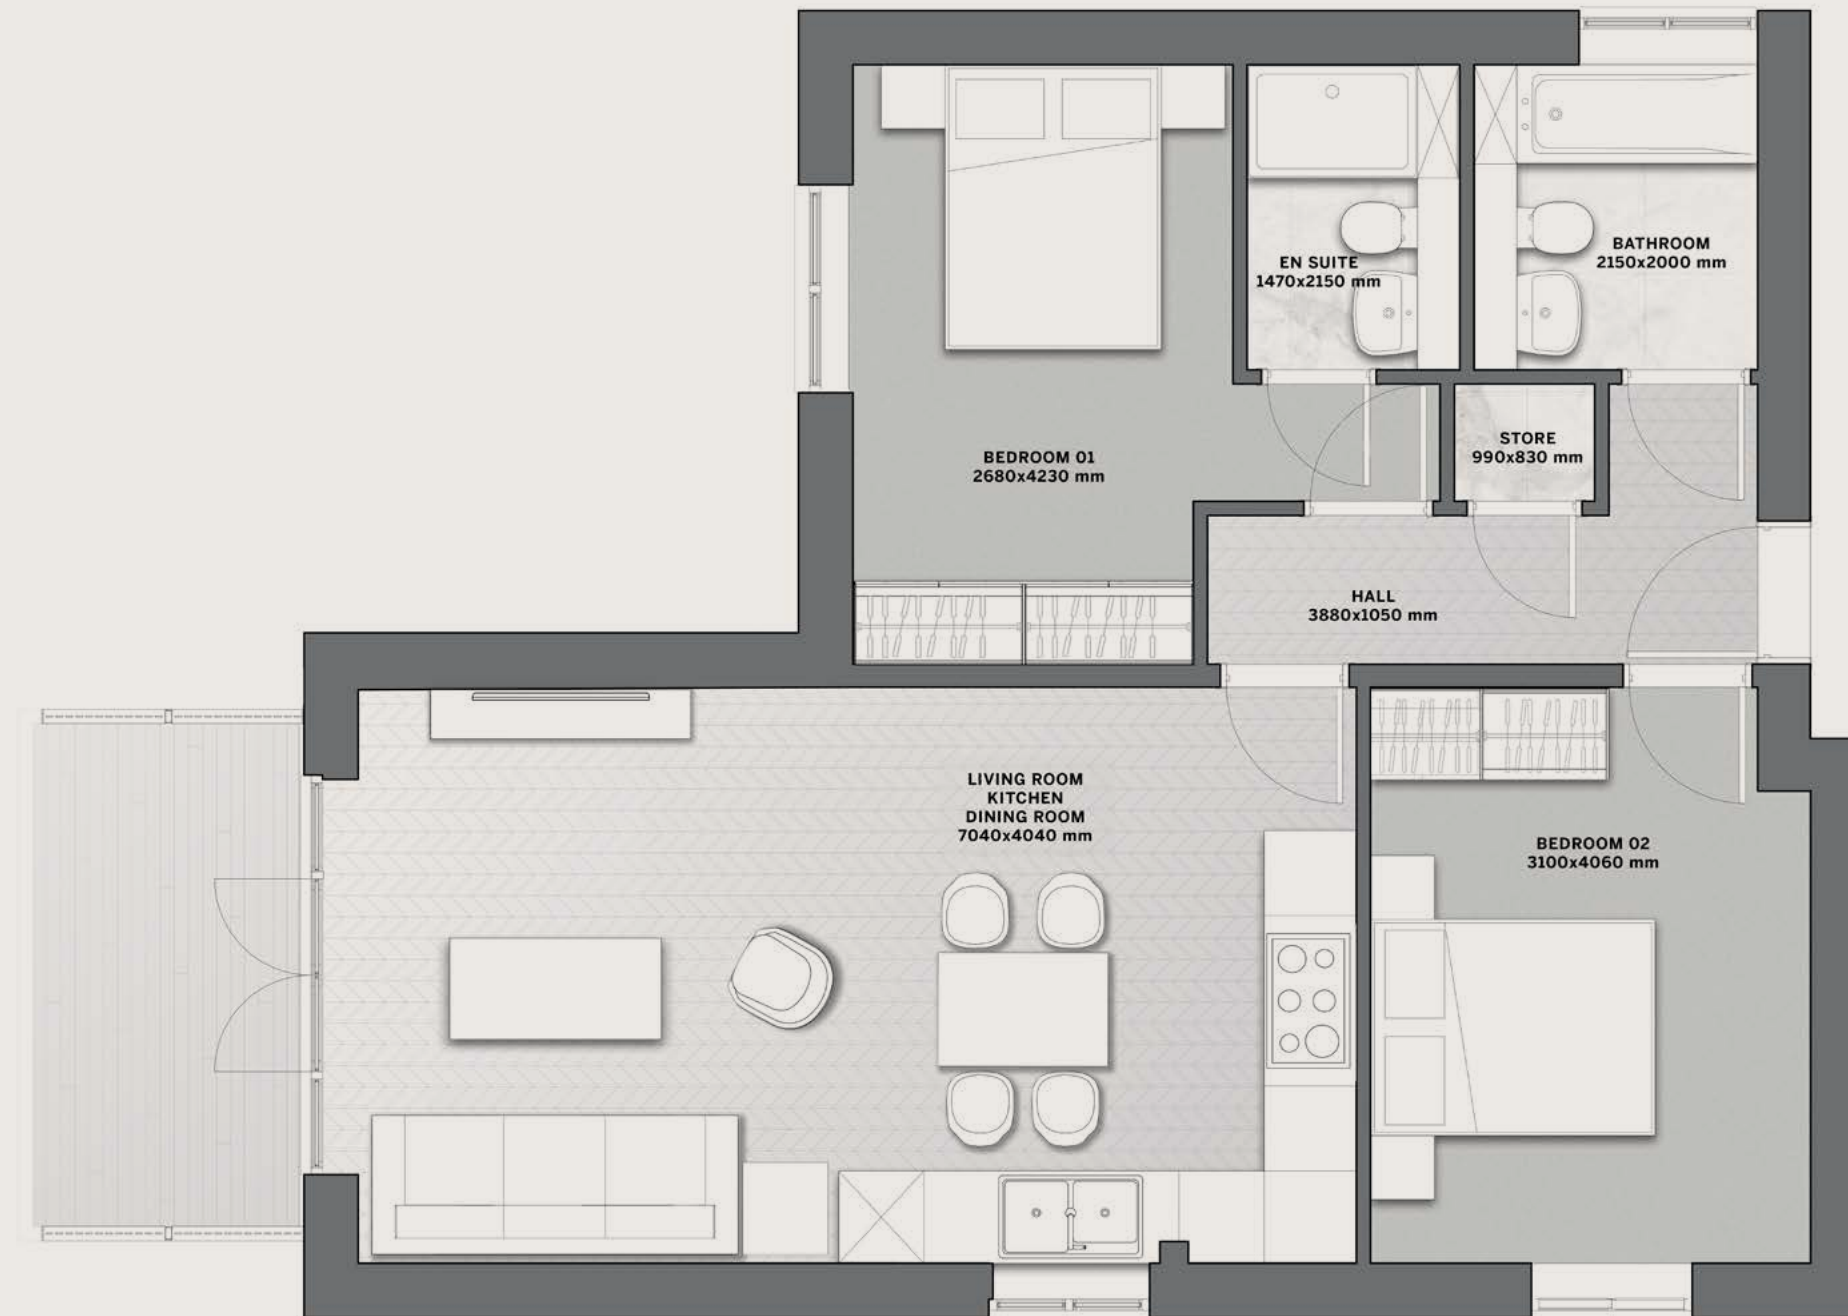 BATHROOM
2150x2000 mm
EN SUITE
1470x2150 mm
STORE
990x830 mm
BEDROOM 01
2680x4230 mm
HALL
3880x1050 mm
LIVING ROOM
KITCHEN
DINING ROOM
7040x4040 mm
BEDROOM 02
3100x4060 mm